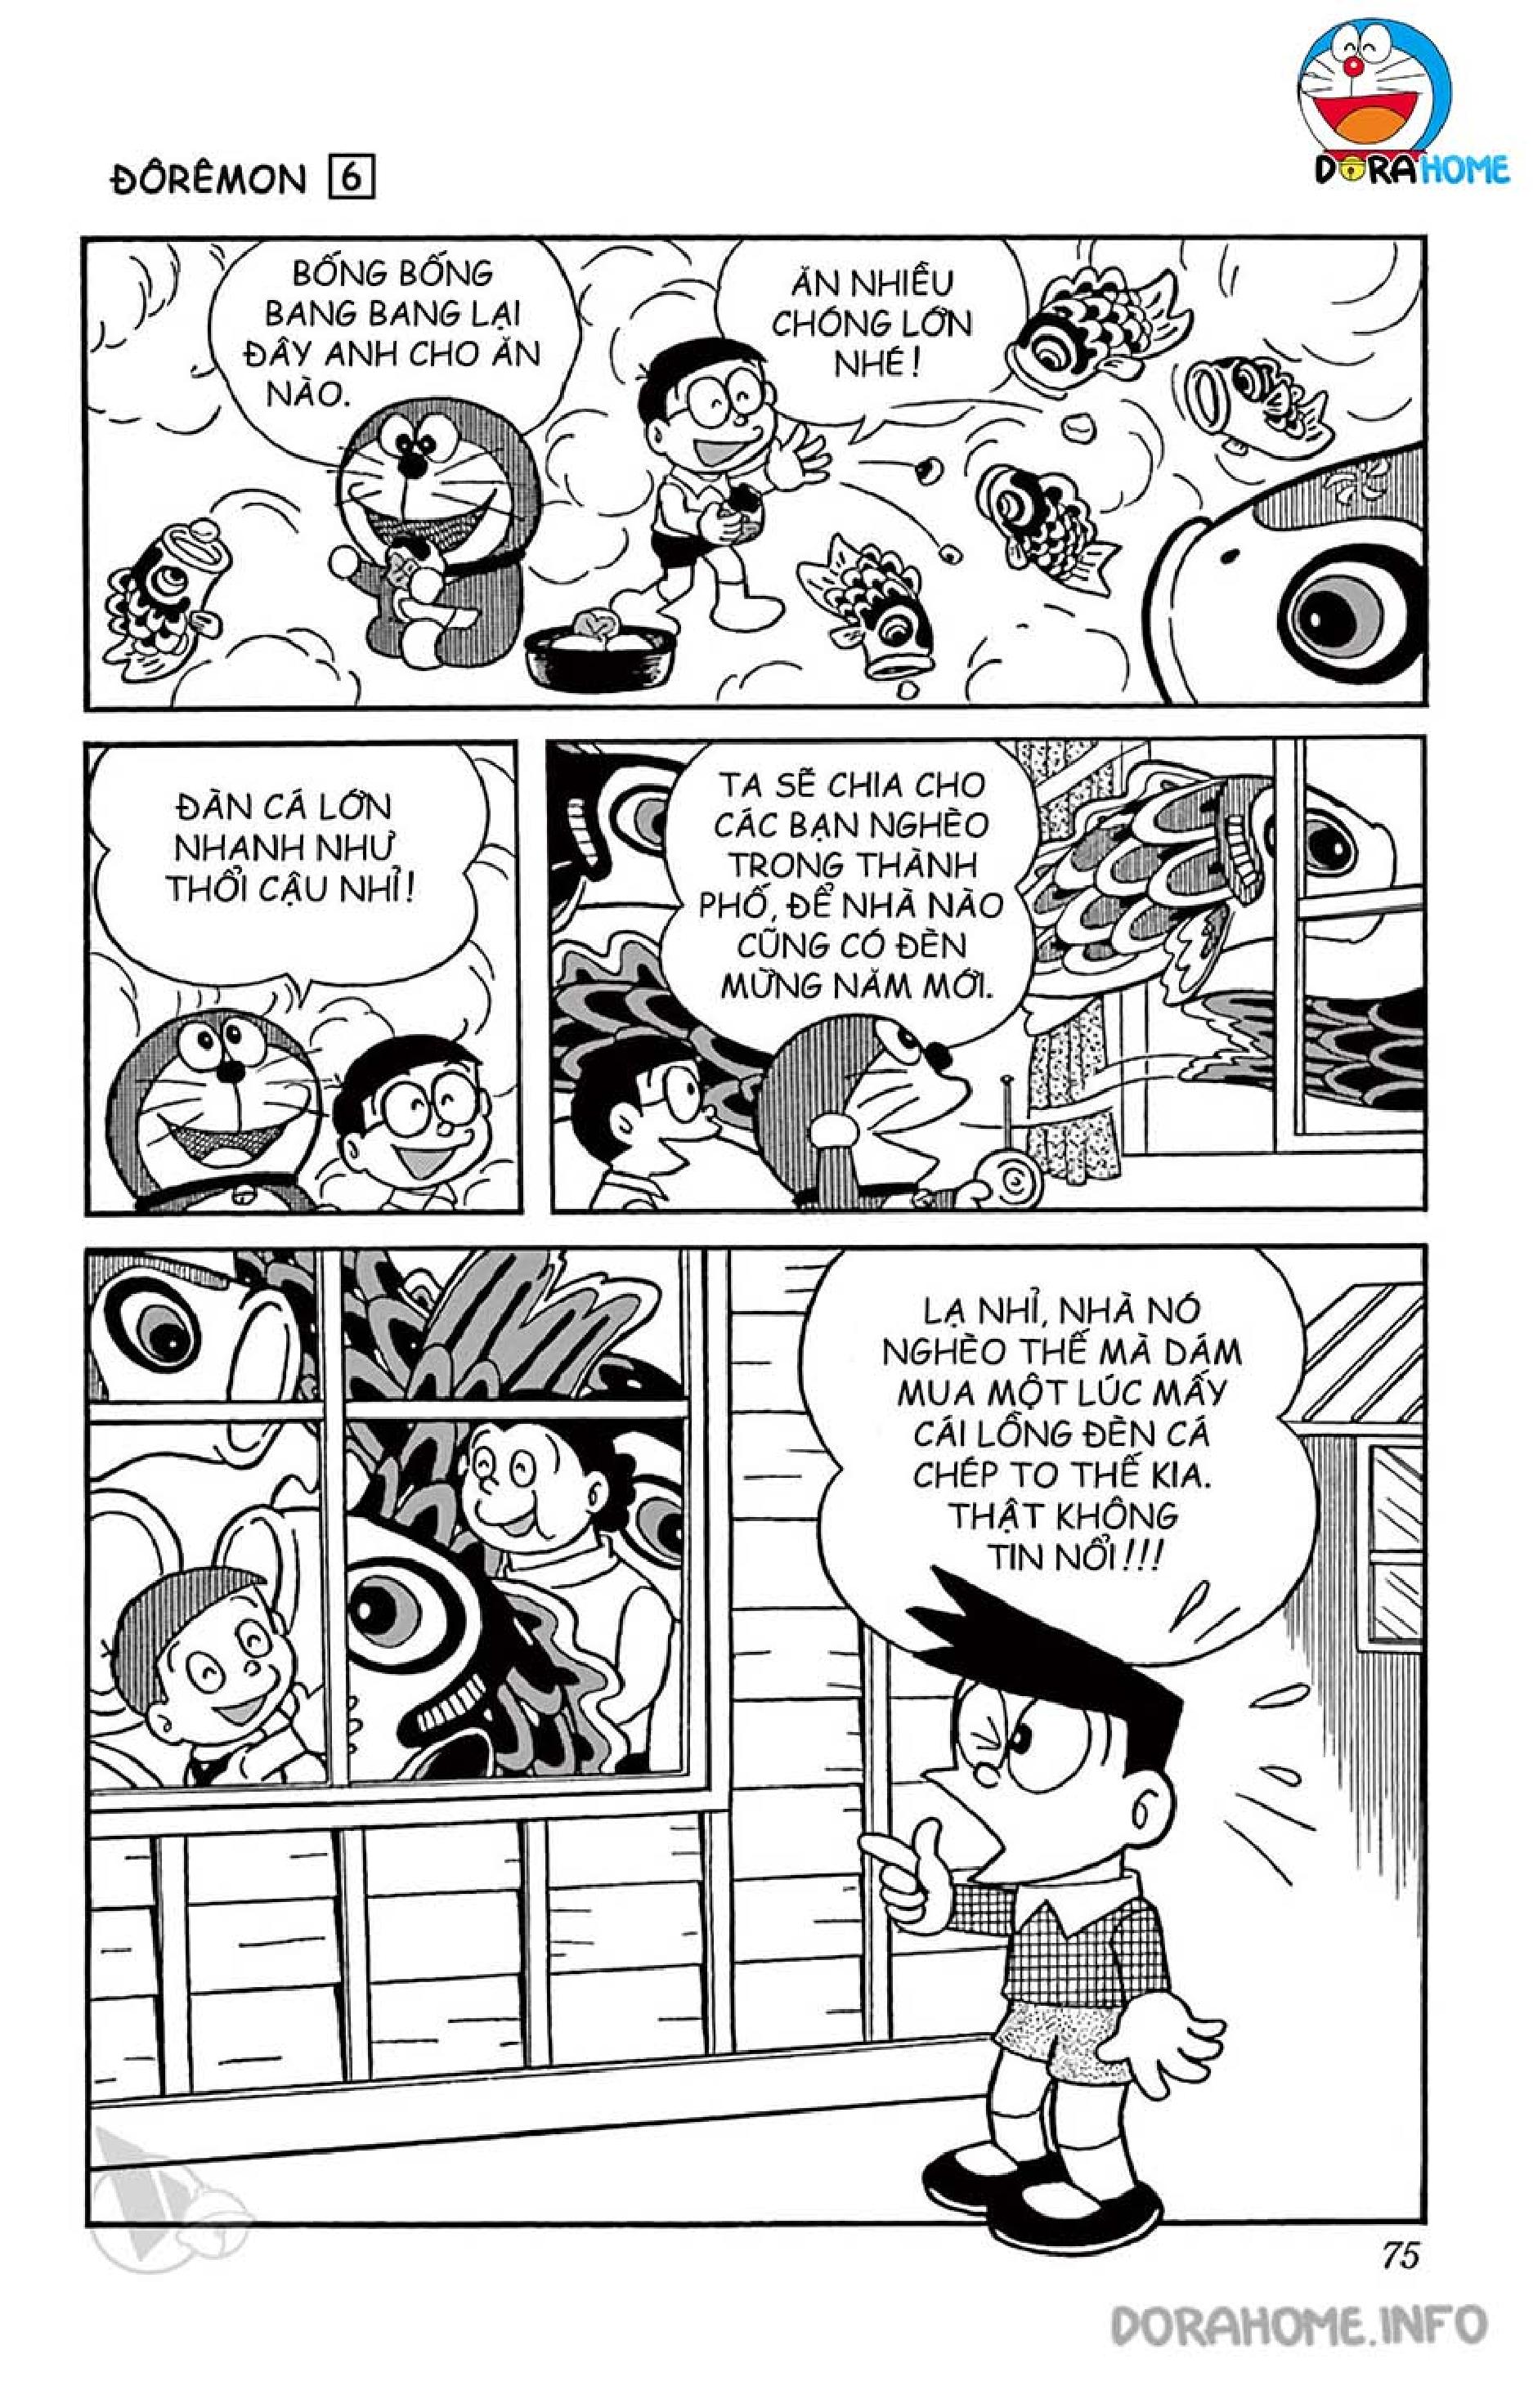 DORAHOME
ĐÔRÊMON 6
BỐNG BỐNG
BANG BANG LẠI
ĐÂY ANH CHO ĂN
NÀO.
ĂN NHIỀU
CHÓNG LỚN
NHÉ!
ĐÀN CÁ LỚN
NHANH NHƯ
THỔI CẬU NHỈ!
TA SẼ CHIA CHO
CÁC BẠN NGHÈO
TRONG THÀNH
PHỐ, ĐỂ NHÀ NÀO
CŨNG CÓ ĐÈN
MỪNG NĂM MỚI.
LẠ NHỈ, NHÀ NÓ
NGHÈO THẾ MÀ DÁM
MUA MỘT LÚC MẤY
CÁI LỒNG ĐÈN CÁ
CHÉP TO THẾ KIA.
THẬT KHÔNG
TIN NỔI!!!
75
DORAHOME.INFO